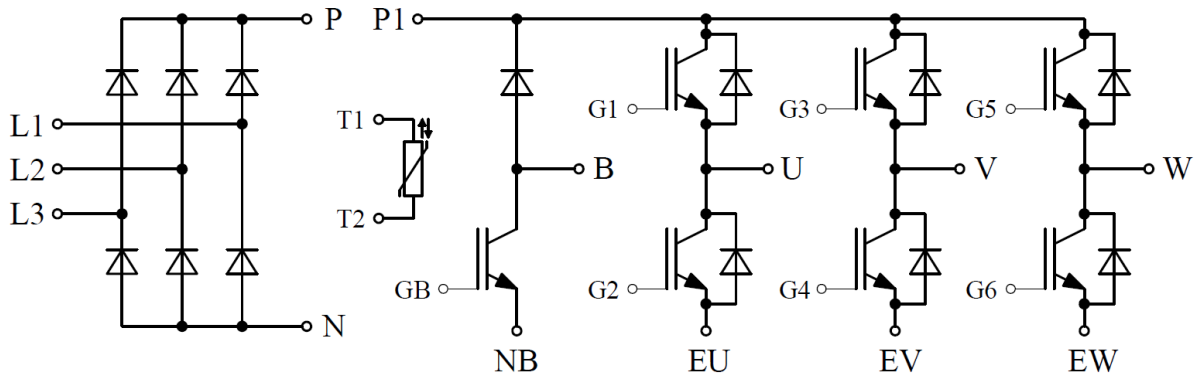 P P1
L1 T1 G1 G3 G5
L2 B U V W
L3 T2
GB G2 G4 G6
N NB EU EV EW